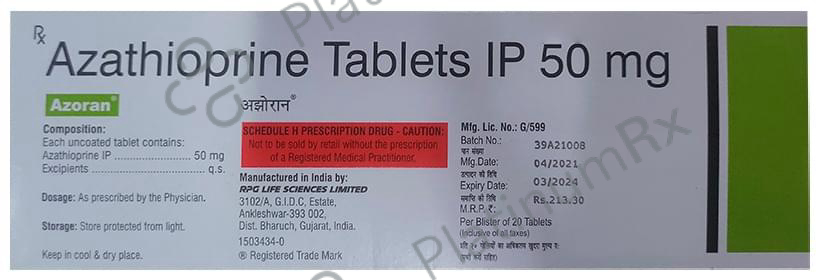 Rx
Azathioprine Tablets IP 50 mg
Azoran®
अझोरान®
Composition:
Each uncoated tablet contains:
Azathioprine IP ........................ 50 mg
Excipients .................................... q.s.
Dosage: As prescribed by the Physician.
Storage: Store protected from light.
Keep in cool & dry place.
SCHEDULE H PRESCRIPTION DRUG - CAUTION:
Not to be sold by retail without the prescription
of a Registered Medical Practitioner.
Manufactured in India by:
RPG LIFE SCIENCES LIMITED
3102/A, G.I.D.C, Estate,
Ankleshwar-393 002,
Dist. Bharuch, Gujarat, India.
1503434-0
® Registered Trade Mark
Mfg. Lic. No.: G/599
Batch No.: 39A21008
Mfg.Date: 04/2021
उत्पादन की तिथि
Expiry Date: 03/2024
समाप्ति की तिथि
M.R.P. ₹: Rs.213.30
Per Blister of 20 Tablets
(Inclusive of all taxes)
PlatinumRx